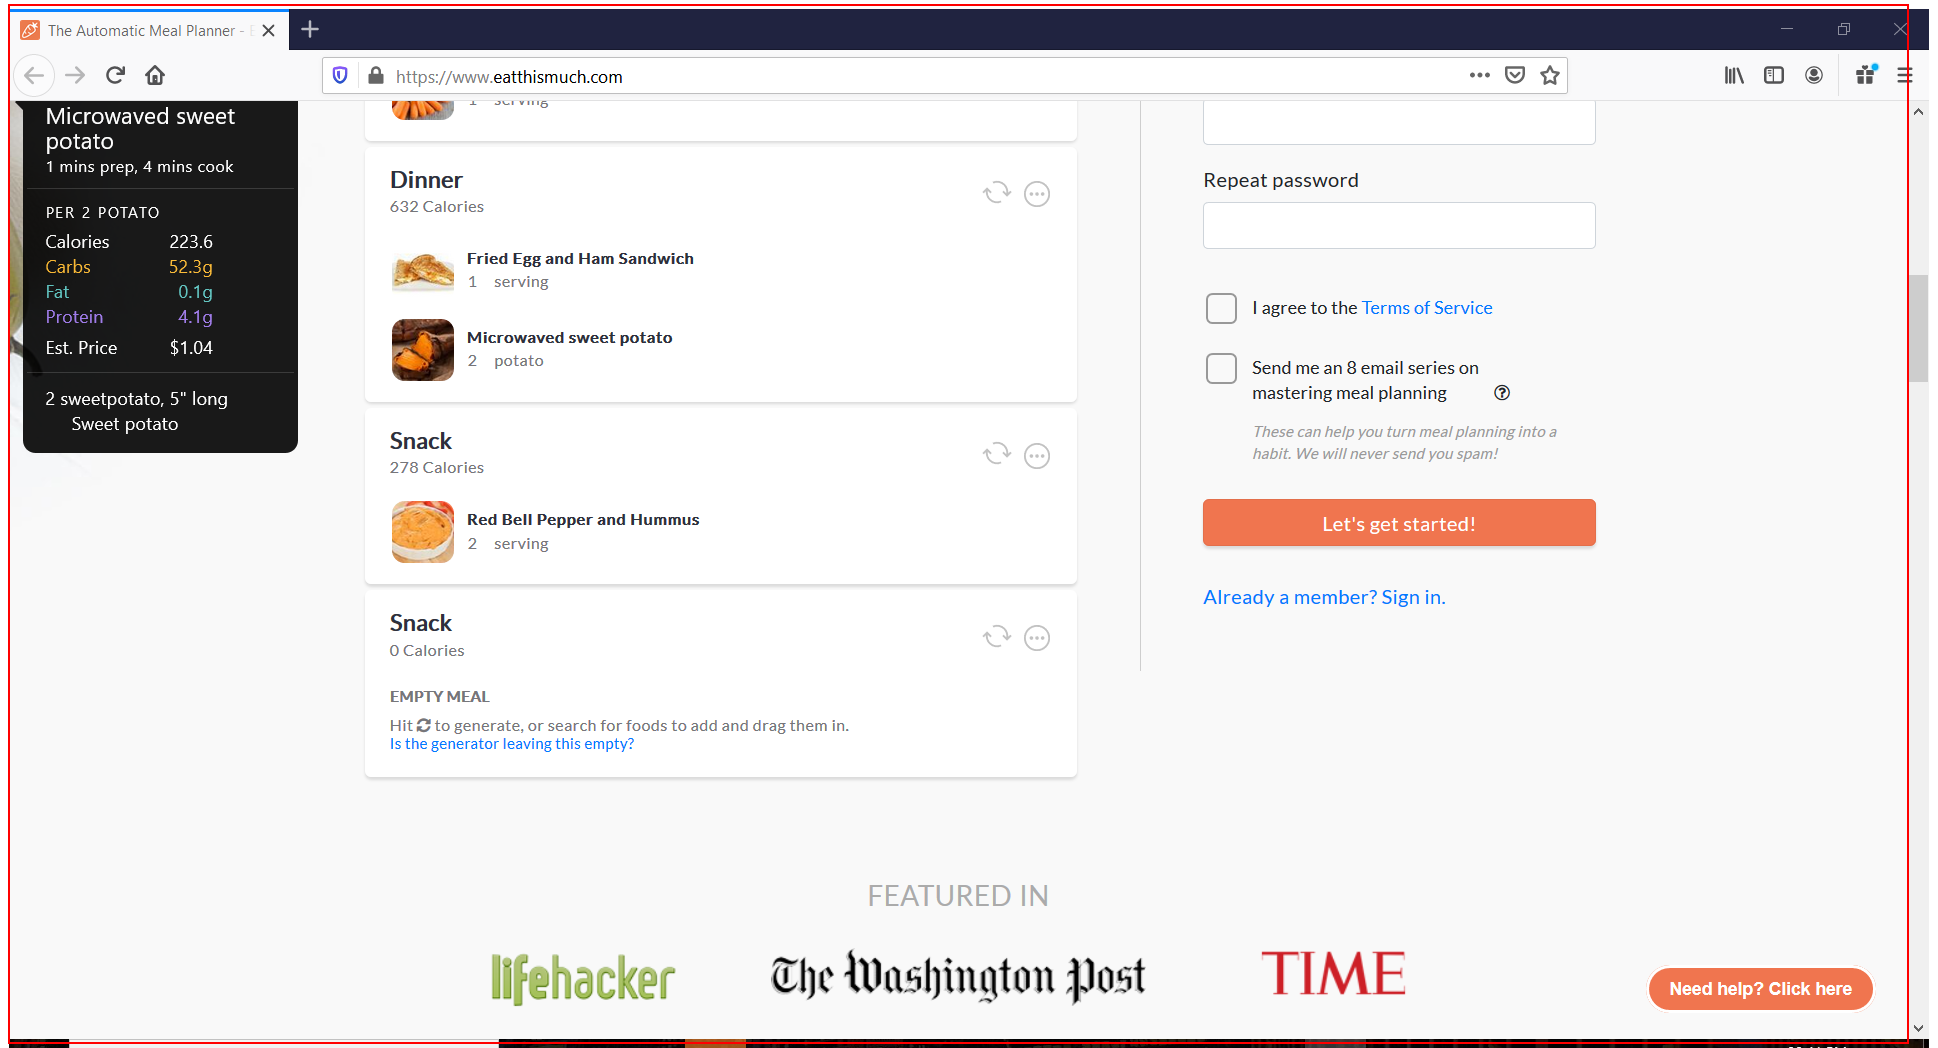 The Automatic Meal Planner -
https://www.eatthismuch.com
Microwaved sweet
potato
1 mins prep, 4 mins cook
PER 2 POTATO
Calories 223.6
Carbs 52.3g
Fat 0.1g
Protein 4.1g
Est. Price $1.04
2 sweetpotato, 5" long
Sweet potato
1 serving
Dinner
632 Calories
Fried Egg and Ham Sandwich
1 serving
Microwaved sweet potato
2 potato
Snack
278 Calories
Red Bell Pepper and Hummus
2 serving
Snack
0 Calories
EMPTY MEAL
Hit to generate, or search for foods to add and drag them in.
Is the generator leaving this empty?
Repeat password
I agree to the Terms of Service
Send me an 8 email series on
mastering meal planning
These can help you turn meal planning into a
habit. We will never send you spam!
Let's get started!
Already a member? Sign in.
FEATURED IN
lifehacker
The Washington Post
TIME
Need help? Click here